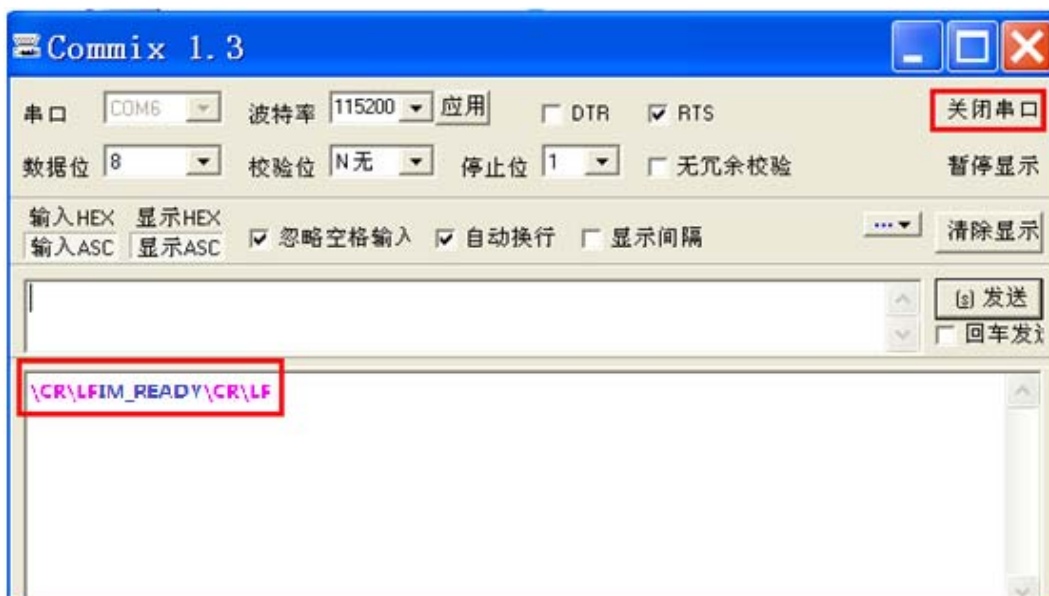 Commix 1.3
串口 COM6 波特率 115200 应用 DTR RTS 关闭串口
数据位 8 校验位 N无 停止位 1 无冗余校验 暂停显示
输入HEX 显示HEX
输入ASC 显示ASC 忽略空格输入 自动换行 显示间隔 ... 清除显示
(s) 发送
回车发
\CR\LFIM_READY\CR\LF